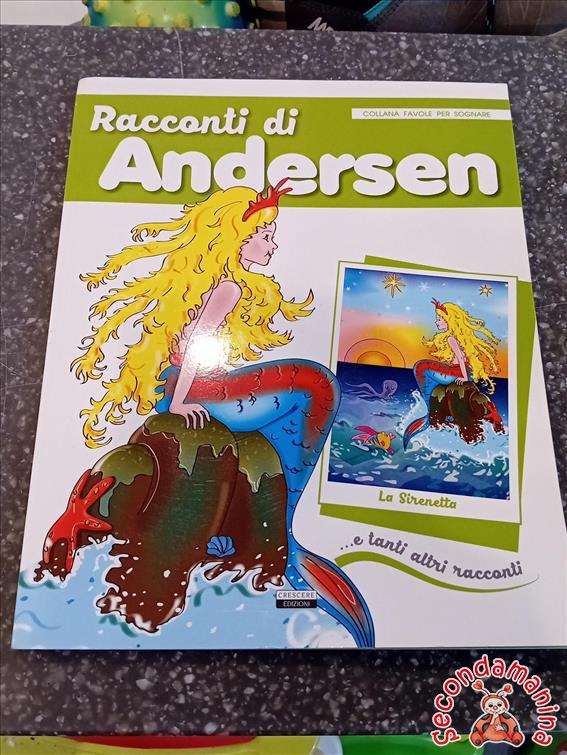 COLLANA FAVOLE PER SOGNARE
Racconti di
Andersen
La Sirenetta
...e tanti altri racconti
CRESCERE
EDIZIONI
Secondamanina